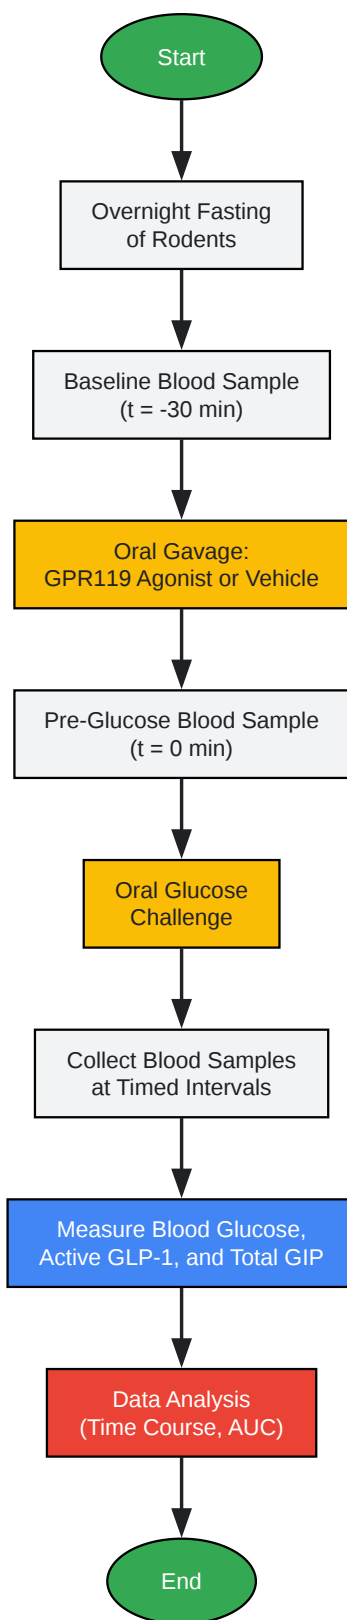 Start
Overnight Fasting
of Rodents
Baseline Blood Sample
(t = -30 min)
Oral Gavage:
GPR119 Agonist or Vehicle
Pre-Glucose Blood Sample
(t = 0 min)
Oral Glucose
Challenge
Collect Blood Samples
at Timed Intervals
Measure Blood Glucose,
Active GLP-1, and Total GIP
Data Analysis
(Time Course, AUC)
End